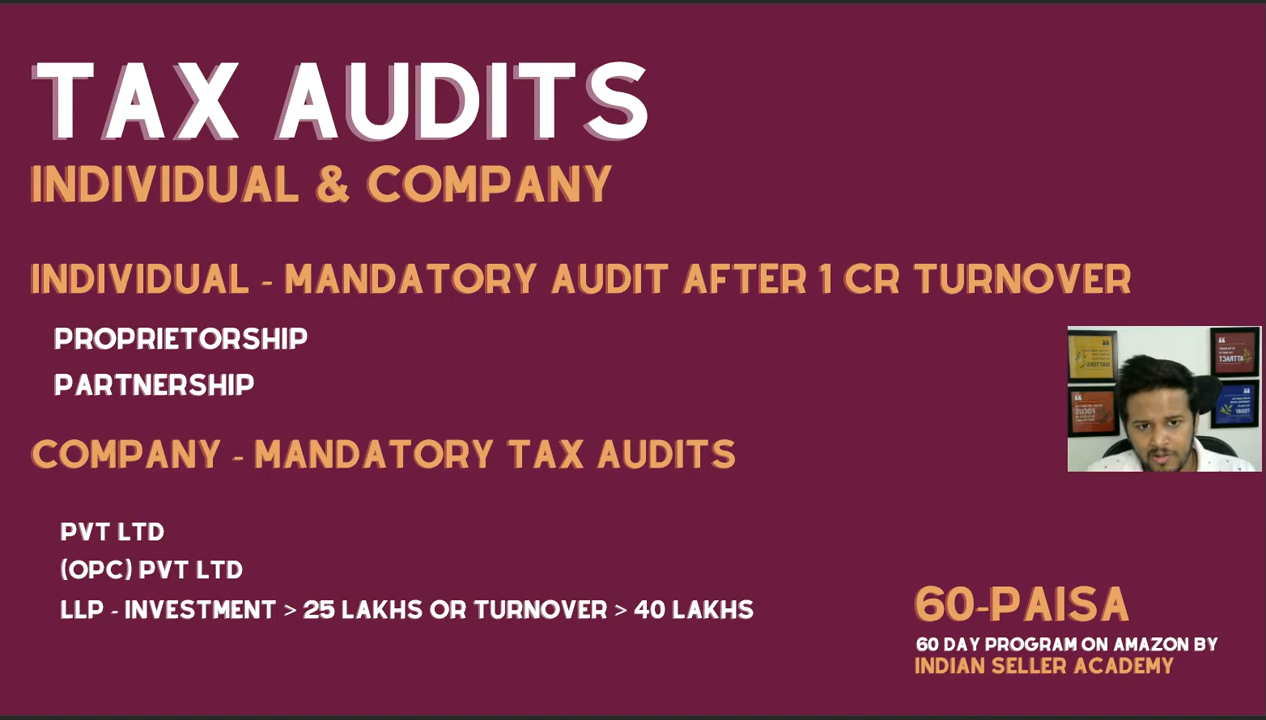 TAX AUDITS
INDIVIDUAL & COMPANY
INDIVIDUAL - MANDATORY AUDIT AFTER 1 CR TURNOVER
PROPRIETORSHIP
PARTNERSHIP
COMPANY - MANDATORY TAX AUDITS
PVT LTD
(OPC) PVT LTD
LLP - INVESTMENT > 25 LAKHS OR TURNOVER > 40 LAKHS
60-PAISA
60 DAY PROGRAM ON AMAZON BY
INDIAN SELLER ACADEMY